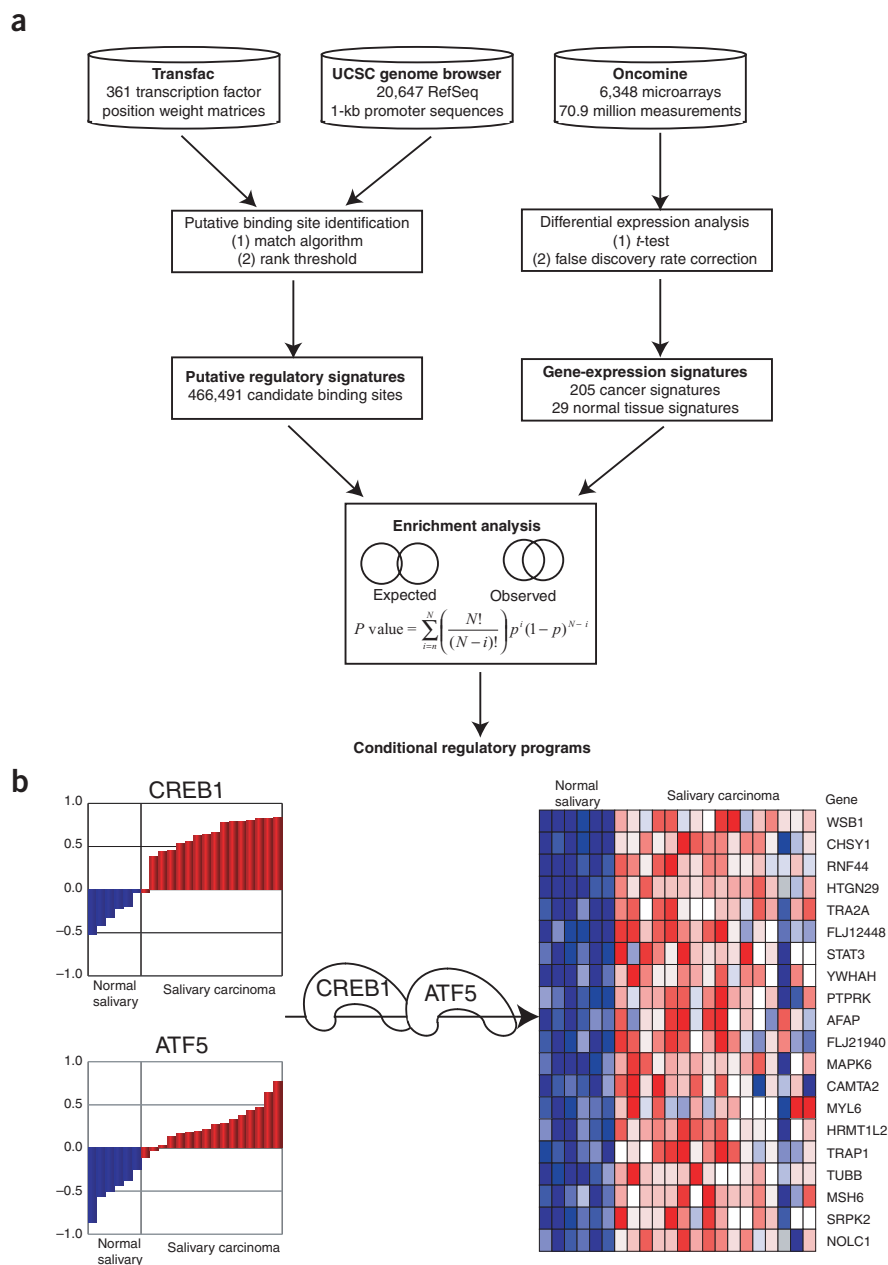 a
Transfac
361 transcription factor
position weight matrices
UCSC genome browser
20,647 RefSeq
1-kb promoter sequences
Oncomine
6,348 microarrays
70.9 million measurements
Putative binding site identification
(1) match algorithm
(2) rank threshold
Differential expression analysis
(1) t-test
(2) false discovery rate correction
Putative regulatory signatures
466,491 candidate binding sites
Gene-expression signatures
205 cancer signatures
29 normal tissue signatures
Enrichment analysis
Expected Observed
P value = \sum_{i=n}^{N} \left( \frac{N!}{(N-i)!} \right) p^i (1-p)^{N-i}
Conditional regulatory programs
b
CREB1
1.0
0.5
0.0
–0.5
–1.0
Normal
salivary
Salivary carcinoma
ATF5
1.0
0.5
0.0
–0.5
–1.0
Normal
salivary
Salivary carcinoma
CREB1 ATF5
Normal
salivary
Salivary carcinoma
Gene
WSB1
CHSY1
RNF44
HTGN29
TRA2A
FLJ12448
STAT3
YWHAH
PTPRK
AFAP
FLJ21940
MAPK6
CAMTA2
MYL6
HRMT1L2
TRAP1
TUBB
MSH6
SRPK2
NOLC1